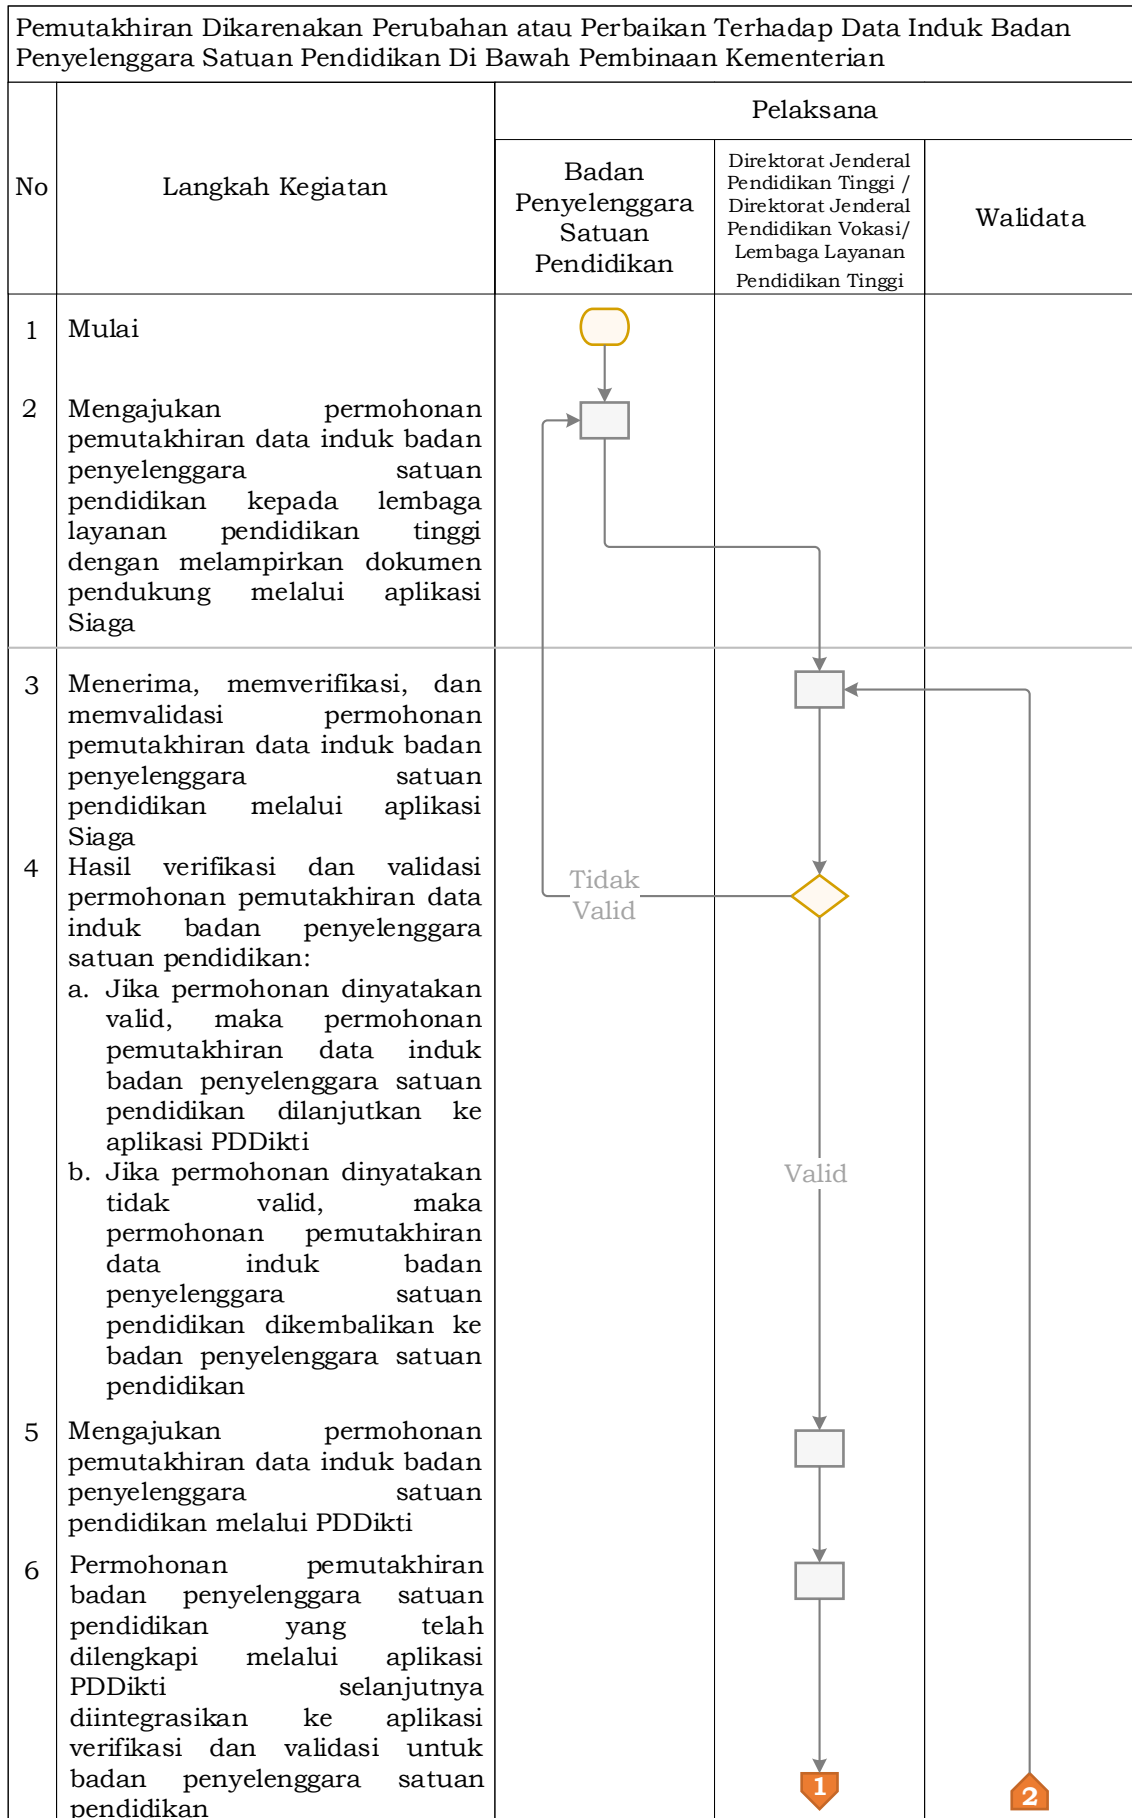 Pemutakhiran Dikarenakan Perubahan atau Perbaikan Terhadap Data Induk Badan
Penyelenggara Satuan Pendidikan Di Bawah Pembinaan Kementerian
No
Langkah Kegiatan
Pelaksana
Badan
Penyelenggara
Satuan
Pendidikan
Direktorat Jenderal
Pendidikan Tinggi /
Direktorat Jenderal
Pendidikan Vokasi/
Lembaga Layanan
Pendidikan Tinggi
Walidata
1 Mulai
2 Mengajukan permohonan
pemutakhiran data induk badan
penyelenggara satuan
pendidikan kepada lembaga
layanan pendidikan tinggi
dengan melampirkan dokumen
pendukung melalui aplikasi
Siaga
3 Menerima, memverifikasi, dan
memvalidasi permohonan
pemutakhiran data induk badan
penyelenggara satuan
pendidikan melalui aplikasi
Siaga
4 Hasil verifikasi dan validasi
permohonan pemutakhiran data
induk badan penyelenggara
satuan pendidikan:
a. Jika permohonan dinyatakan
valid, maka permohonan
pemutakhiran data induk
badan penyelenggara satuan
pendidikan dilanjutkan ke
aplikasi PDDikti
b. Jika permohonan dinyatakan
tidak valid, maka
permohonan pemutakhiran
data induk badan
penyelenggara satuan
pendidikan dikembalikan ke
badan penyelenggara satuan
pendidikan
Tidak
Valid
Valid
5 Mengajukan permohonan
pemutakhiran data induk badan
penyelenggara satuan
pendidikan melalui PDDikti
6 Permohonan pemutakhiran
badan penyelenggara satuan
pendidikan yang telah
dilengkapi melalui aplikasi
PDDikti selanjutnya
diintegrasikan ke aplikasi
verifikasi dan validasi untuk
badan penyelenggara satuan
pendidikan
1
2